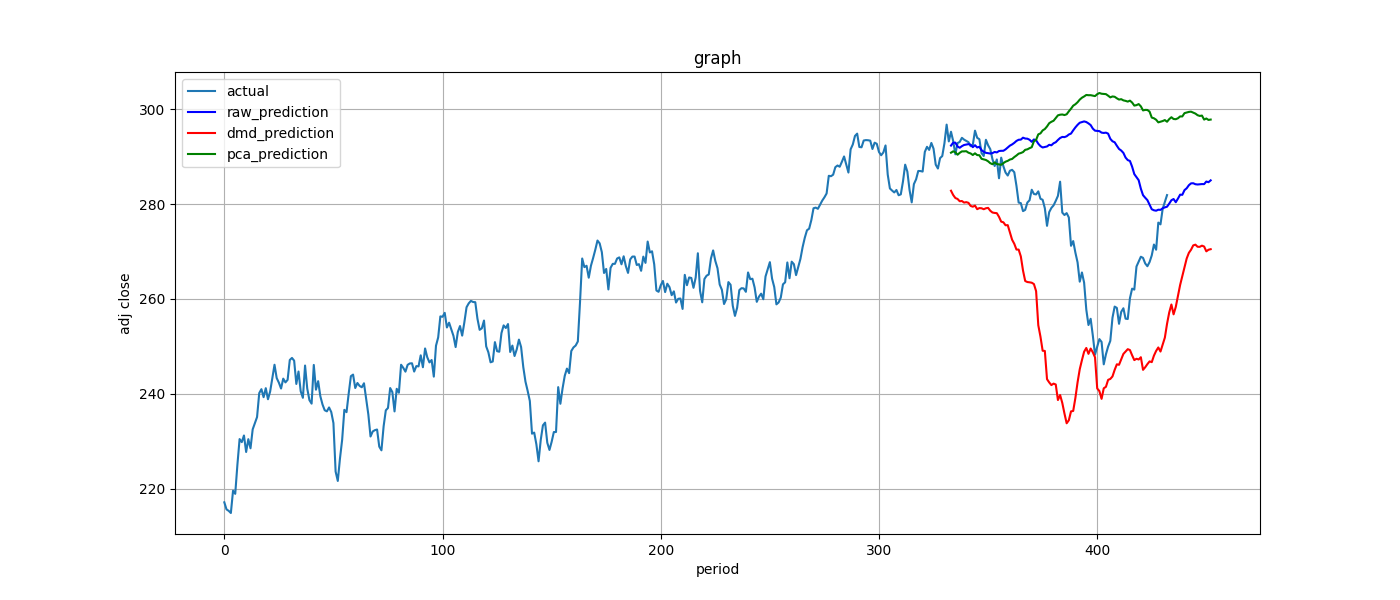 graph
actual
raw_prediction
dmd_prediction
pca_prediction
300
280
260
240
220
adj close
0 100 200 300 400
period